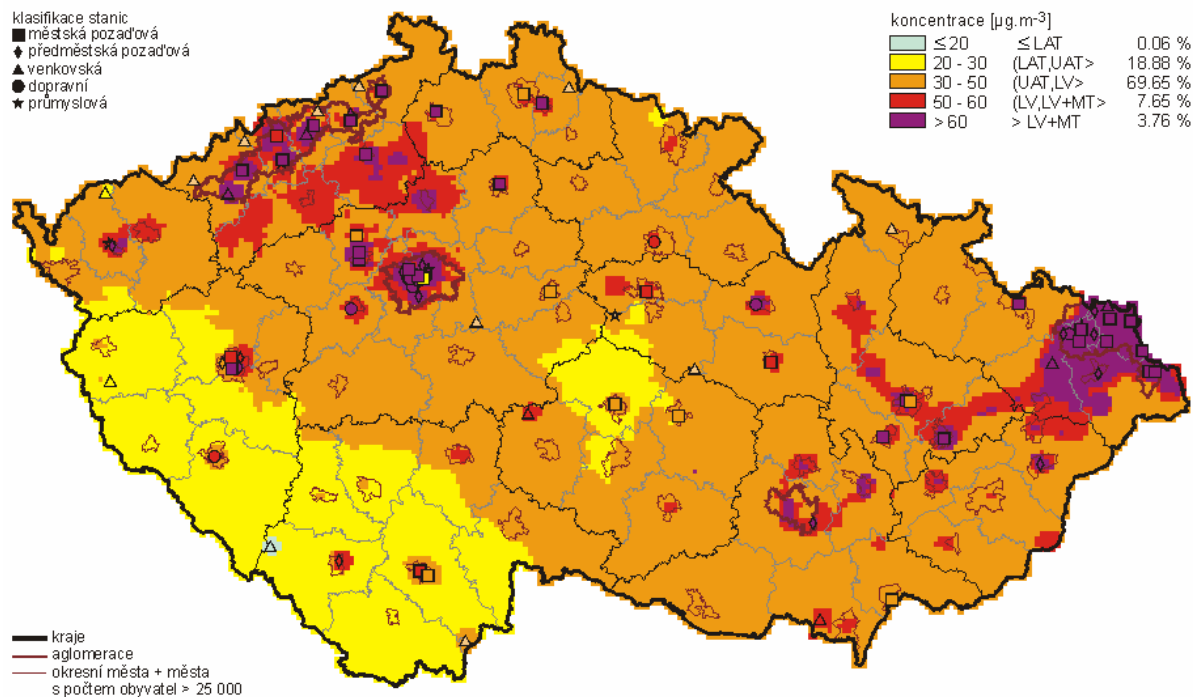 klasifikace stanic
městská pozaďová
předměstská pozaďová
venkovská
dopravní
průmyslová
koncentrace [µg.m-³]
≤20 ≤LAT 0.06 %
20 - 30 (LAT,UAT> 18.88 %
30 - 50 (UAT,LV> 69.65 %
50 - 60 (LV,LV+MT> 7.65 %
>60 > LV+MT 3.76 %
kraje
aglomerace
okresní města + města
s počtem obyvatel > 25 000